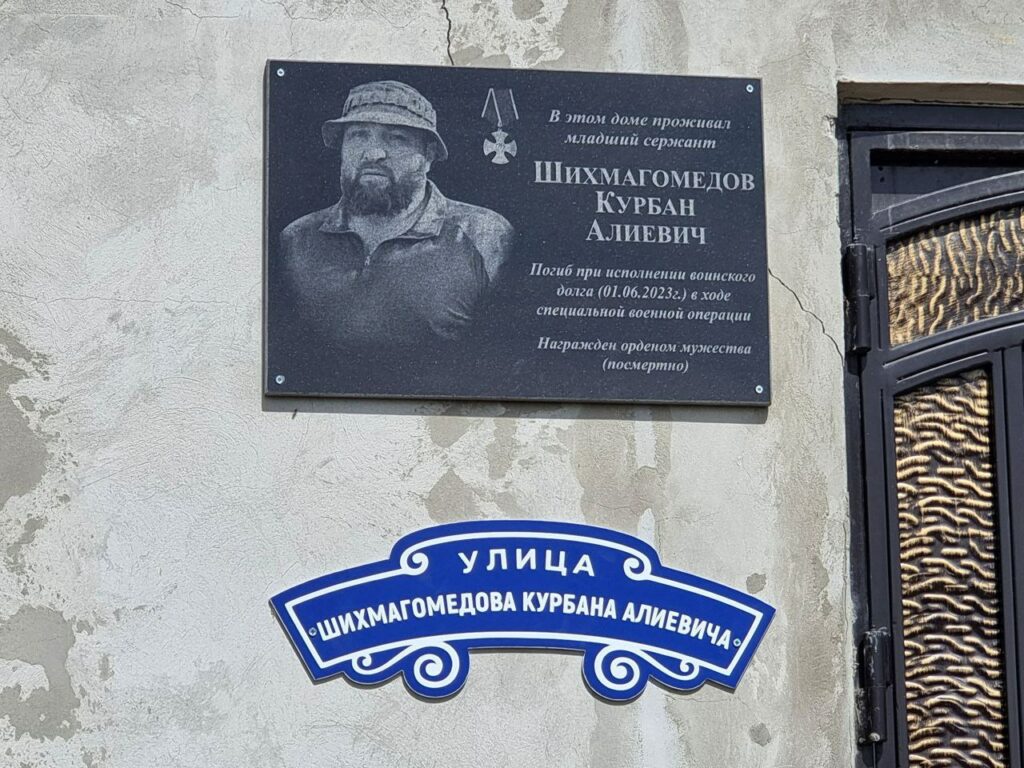 В этом доме проживал
младший сержант
Шихмагомедов
Курбан
Алиевич
Погиб при исполнении воинского
долга (01.06.2023г.) в ходе
специальной военной операции
Награжден орденом мужества
(посмертно)
УЛИЦА
ШИХМАГОМЕДОВА КУРБАНА АЛИЕВИЧА